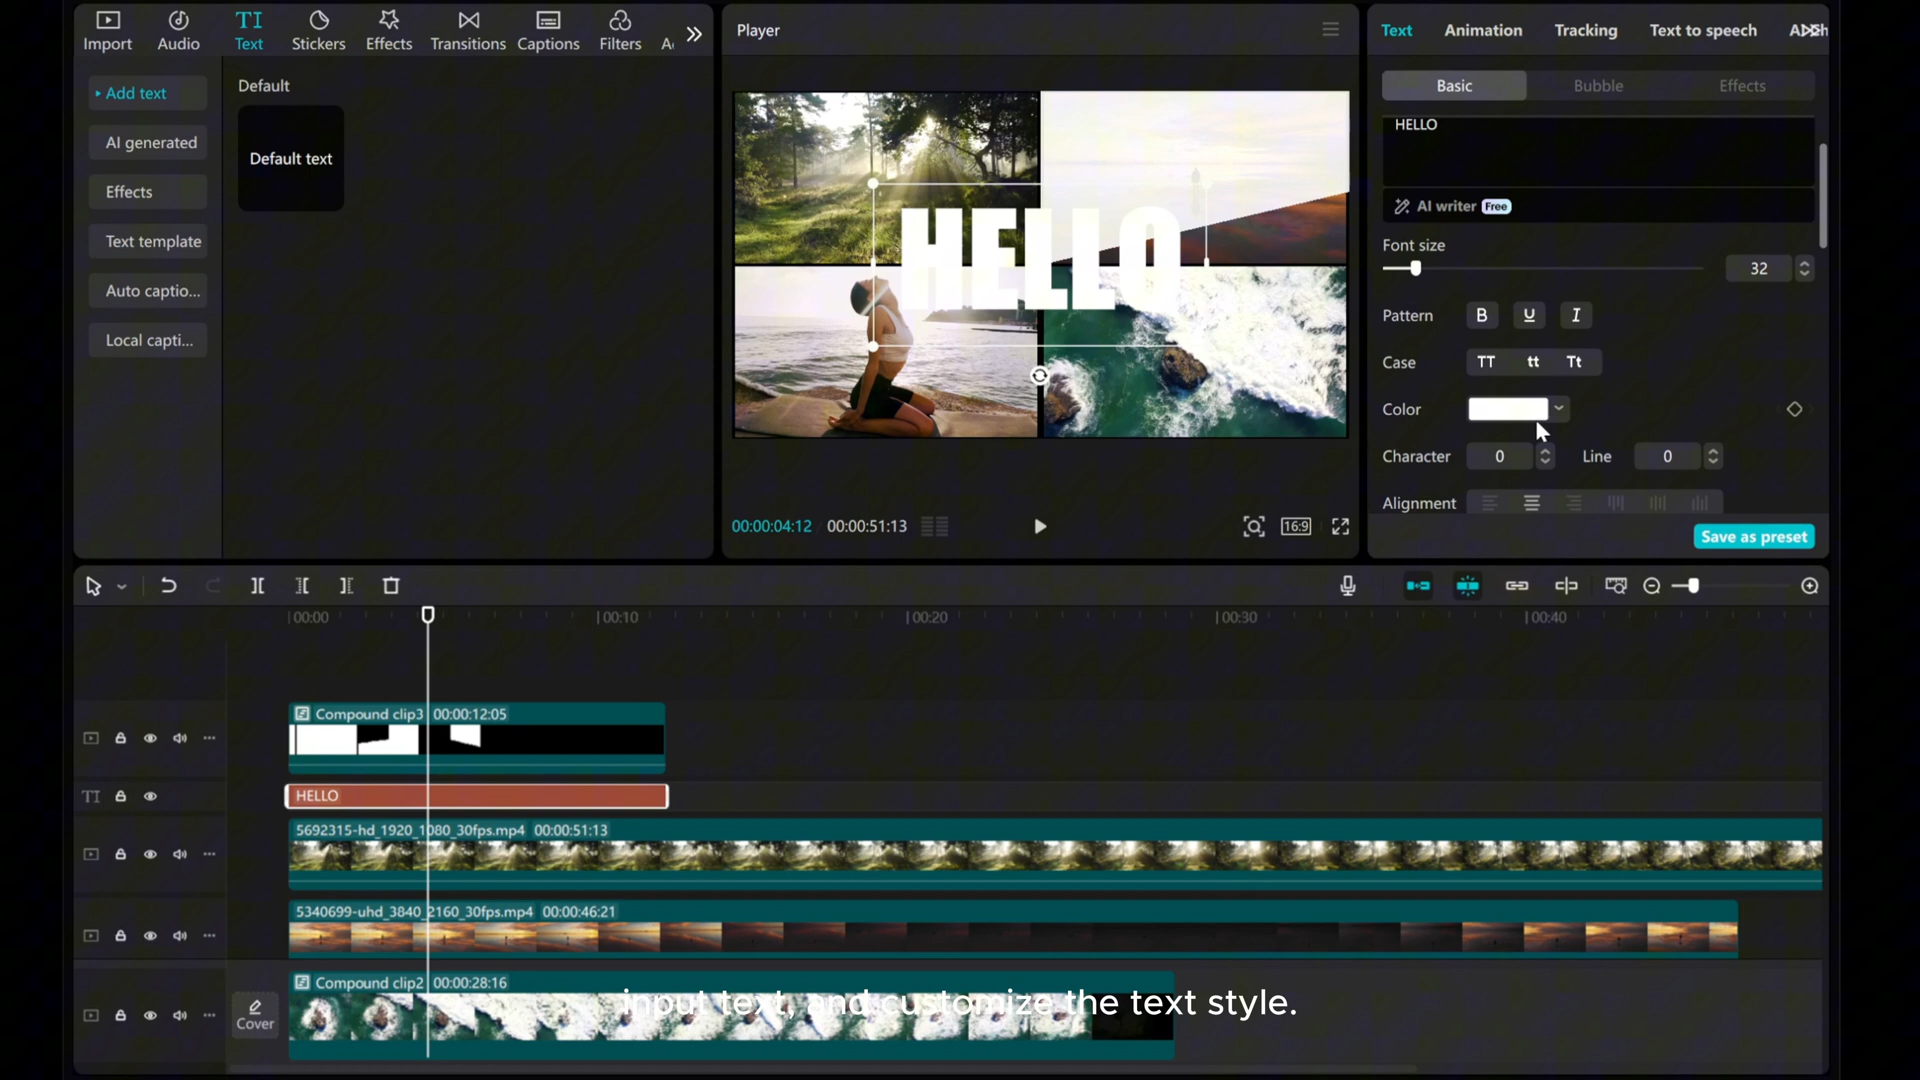 Import
Audio
TI
Text
Stickers
Effects
Transitions
Captions
Filters
Player
Text
Animation
Tracking
Text to speech
Add text
AI generated
Effects
Text template
Auto captio...
Local capti...
Default
Default text
HELLO
00:00:04:12
00:00:51:13
16:9
Basic
Bubble
Effects
HELLO
AI writer Free
Font size
32
Pattern B U I
Case TT tt Tt
Color
Character 0 Line 0
Alignment
Save as preset
00:00
00:10
00:20
00:30
00:40
Compound clip3 00:00:12:05
TI
HELLO
5692315-hd_1920_1080_30fps.mp4 00:00:51:13
5340699-uhd_3840_2160_30fps.mp4 00:00:46:21
Compound clip2 00:00:28:16
Cover
input text, and customize the text style.